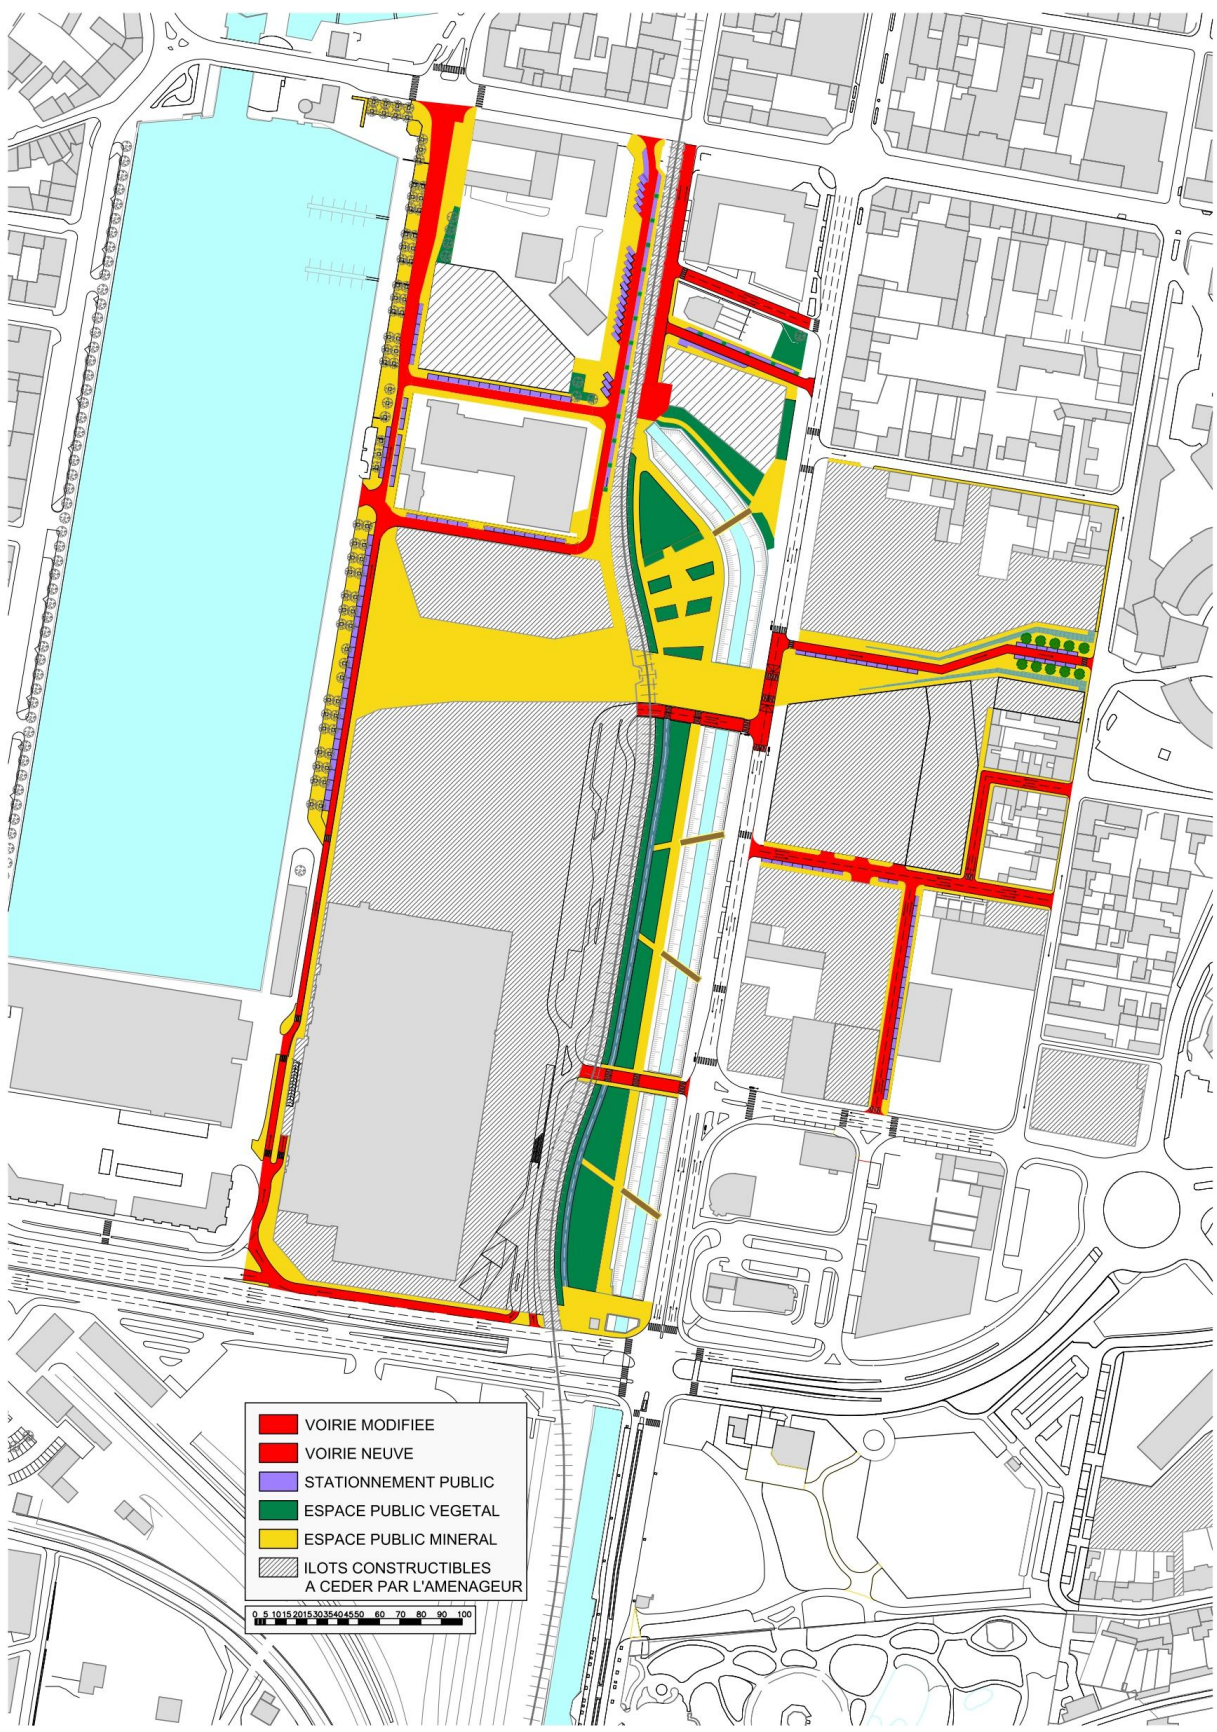 VOIRIE MODIFIEE
VOIRIE NEUVE
STATIONNEMENT PUBLIC
ESPACE PUBLIC VEGETAL
ESPACE PUBLIC MINERAL
ILOTS CONSTRUCTIBLES
A CEDER PAR L'AMENAGEUR
0 5 10 15 20 15 30 35 40 45 50 60 70 80 90 100